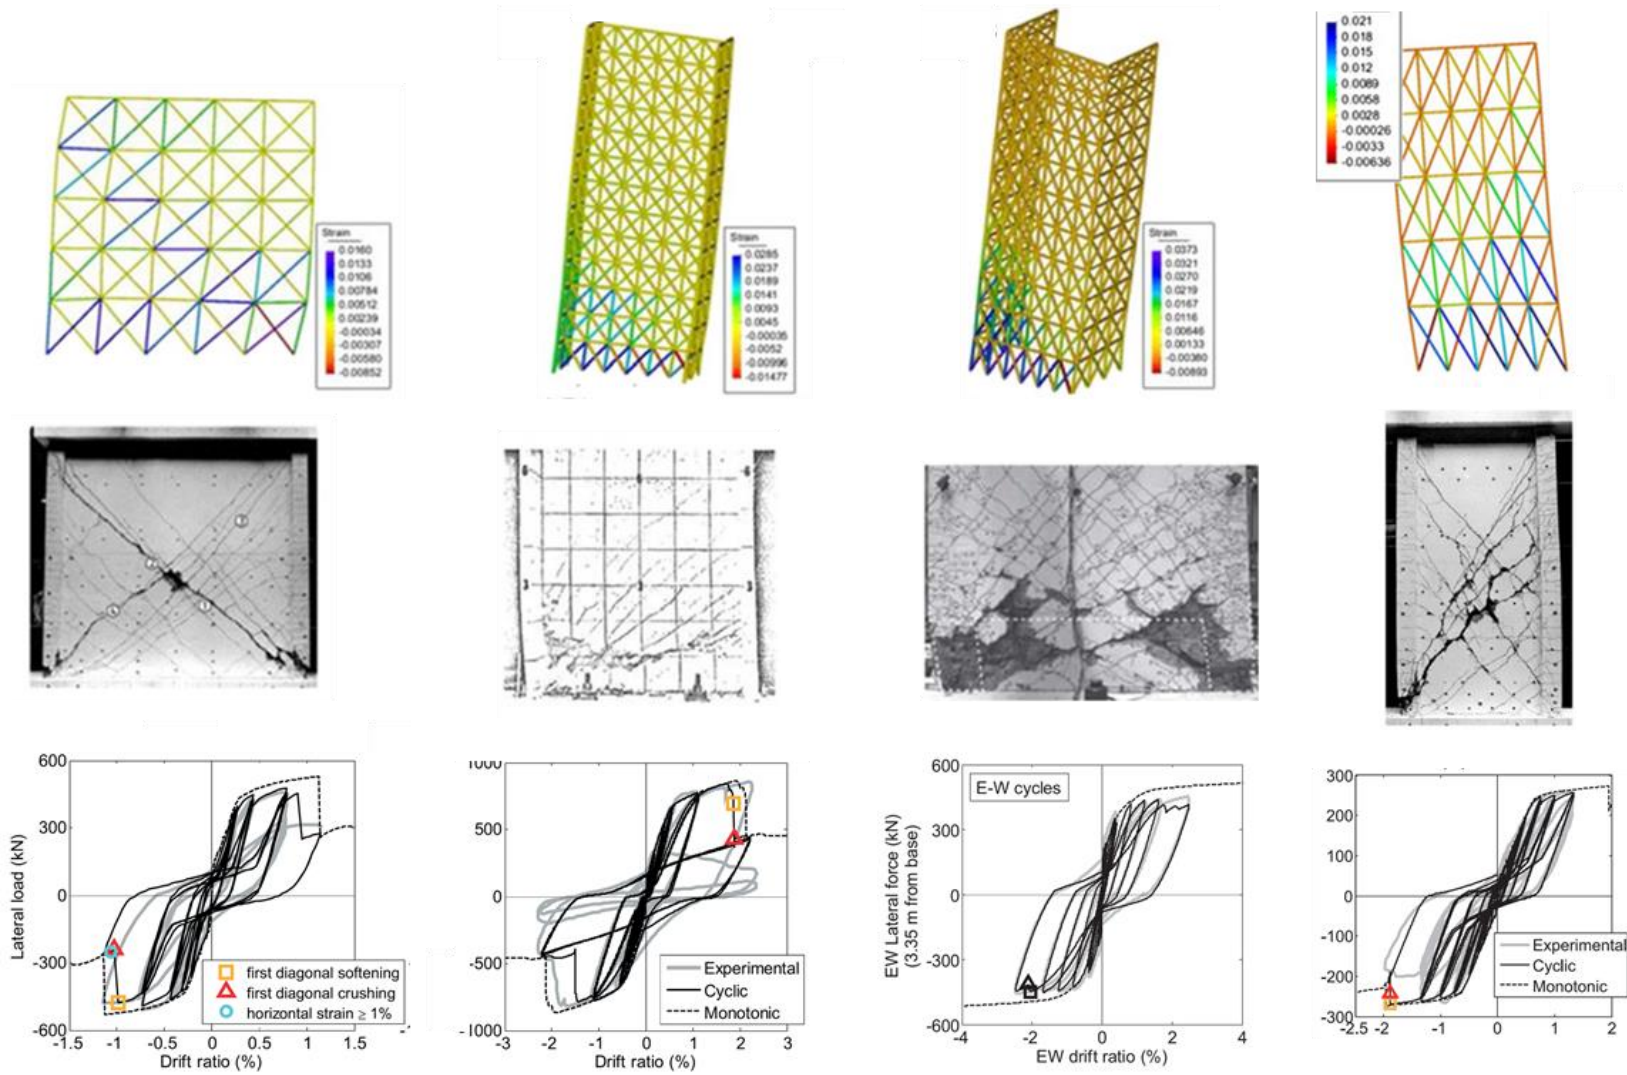 0.021
0.018
0.015
0.012
0.0089
0.0058
0.0028
-0.00026
-0.0033
-0.00636
Strain
0.0160
0.0133
0.0106
0.00784
0.00512
0.00239
-0.00034
-0.00307
-0.00580
-0.00852
Strain
0.0285
0.0237
0.0189
0.0141
0.0093
0.0045
-0.00035
-0.0052
-0.00996
-0.01477
Strain
0.0373
0.0321
0.0270
0.0219
0.0167
0.0116
0.00646
0.00133
-0.00380
-0.00893
Lateral load (kN)
600
300
0
-300
-600
-1.5 -1 -0.5 0 0.5 1 1.5
Drift ratio (%)
first diagonal softening
first diagonal crushing
horizontal strain ≥ 1%
1000
500
0
-500
-1000
-3 -2 -1 0 1 2 3
Drift ratio (%)
Experimental
Cyclic
Monotonic
E-W cycles
EW Lateral force (kN)
(3.35 m from base)
600
300
0
-300
-600
-4 -2 0 2 4
EW drift ratio (%)
300
200
100
0
-100
-200
-300
-2.5 -2 -1 0 1 2
Drift ratio (%)
Experimental
Cyclic
Monotonic